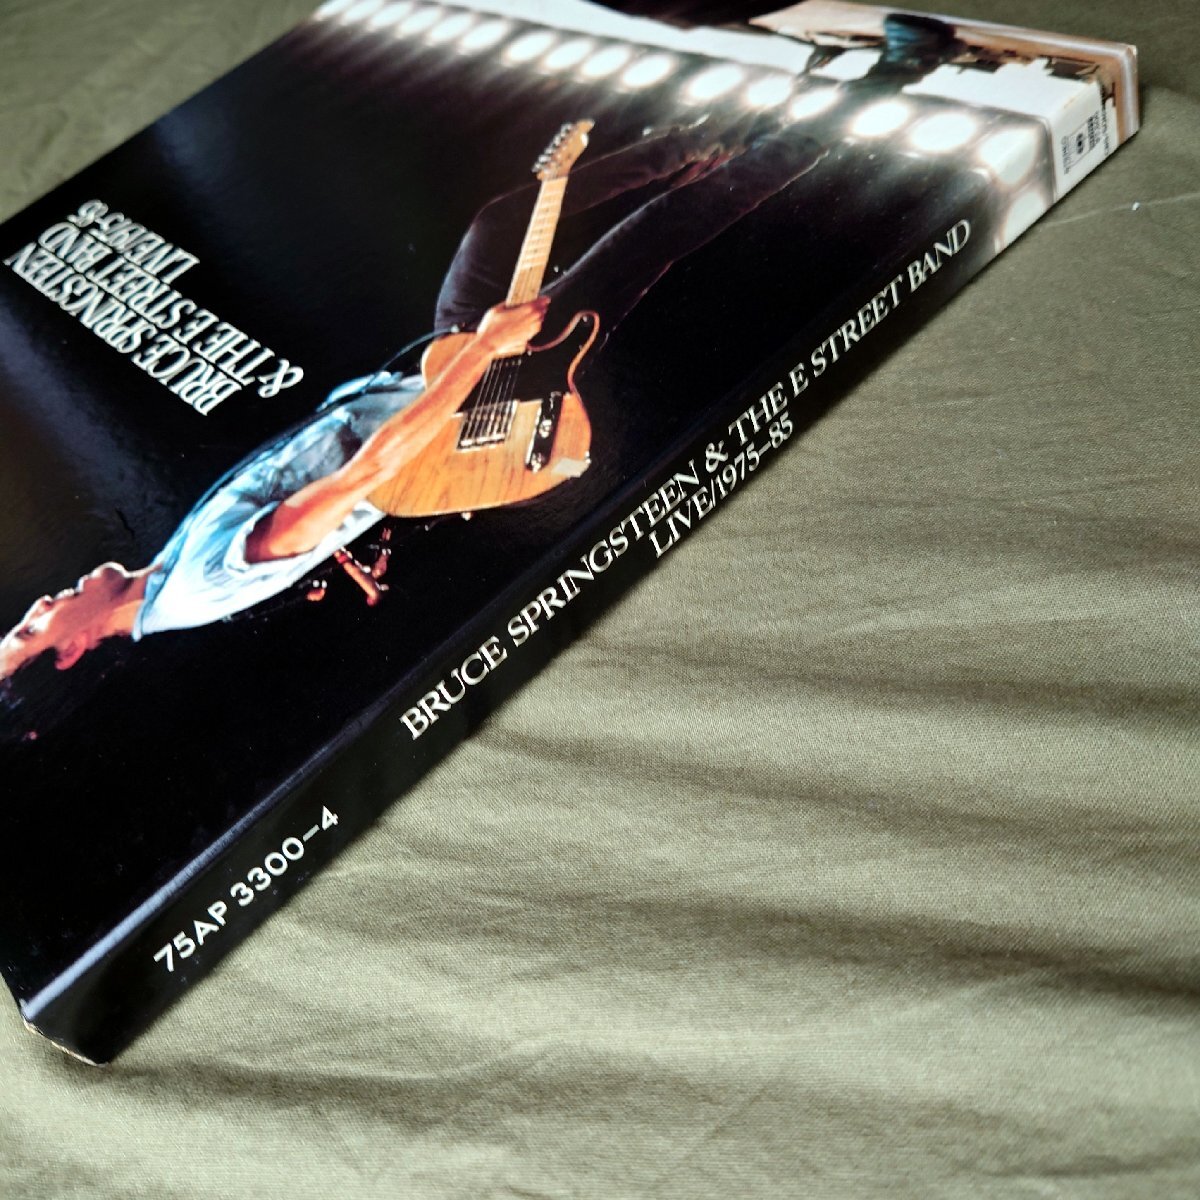 BRUCE SPRINGSTEEN
& THE E STREET BAND
LIVE/1975-85
BRUCE SPRINGSTEEN & THE E STREET BAND
LIVE/1975–85
75AP 3300–4